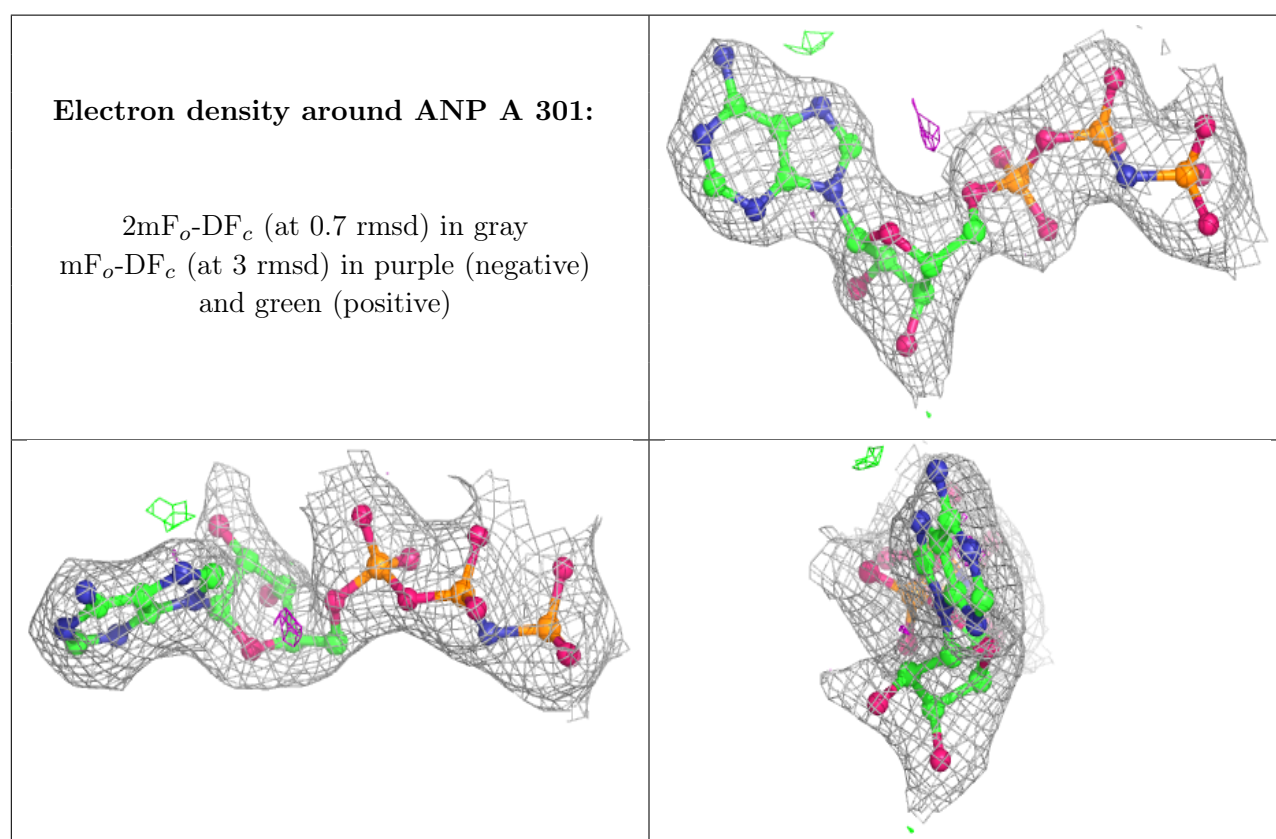 Electron density around ANP A 301:
2mFo-DFc (at 0.7 rmsd) in gray
mFo-DFc (at 3 rmsd) in purple (negative)
and green (positive)